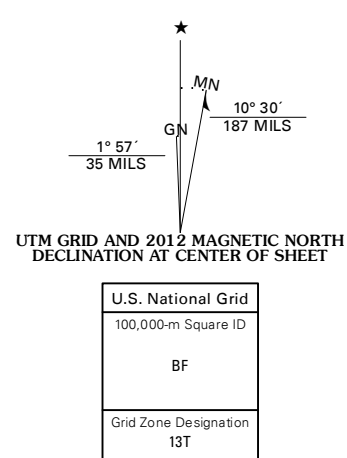 ★
MN
10° 30´
187 MILS
GN
1° 57´
35 MILS
UTM GRID AND 2012 MAGNETIC NORTH
DECLINATION AT CENTER OF SHEET
U.S. National Grid
100,000-m Square ID
BF
Grid Zone Designation
13T